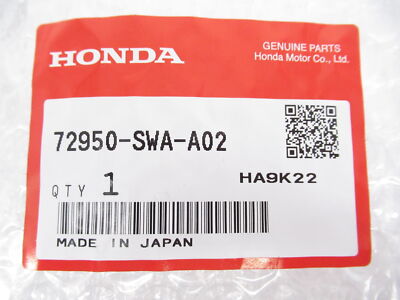 HONDA
GENUINE PARTS
Honda Motor Co., Ltd.
72950-SWA-A02
QTY 1
HA9K22
MADE IN JAPAN